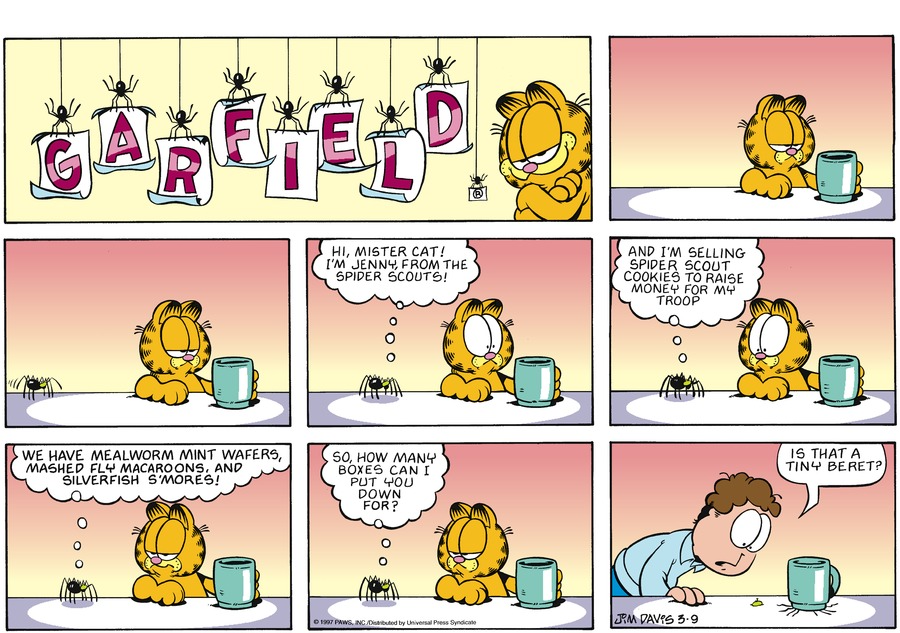 GARFIELD
®
HI, MISTER CAT!
I'M JENNY, FROM THE
SPIDER SCOUTS!
AND I'M SELLING
SPIDER SCOUT
COOKIES TO RAISE
MONEY FOR MY
TROOP
WE HAVE MEALWORM MINT WAFERS,
MASHED FLY MACAROONS, AND
SILVERFISH S'MORES!
SO, HOW MANY
BOXES CAN I
PUT YOU
DOWN
FOR?
© 1997 PAWS, INC./Distributed by Universal Press Syndicate
IS THAT A
TINY BERET?
JIM DAVIS 3-9